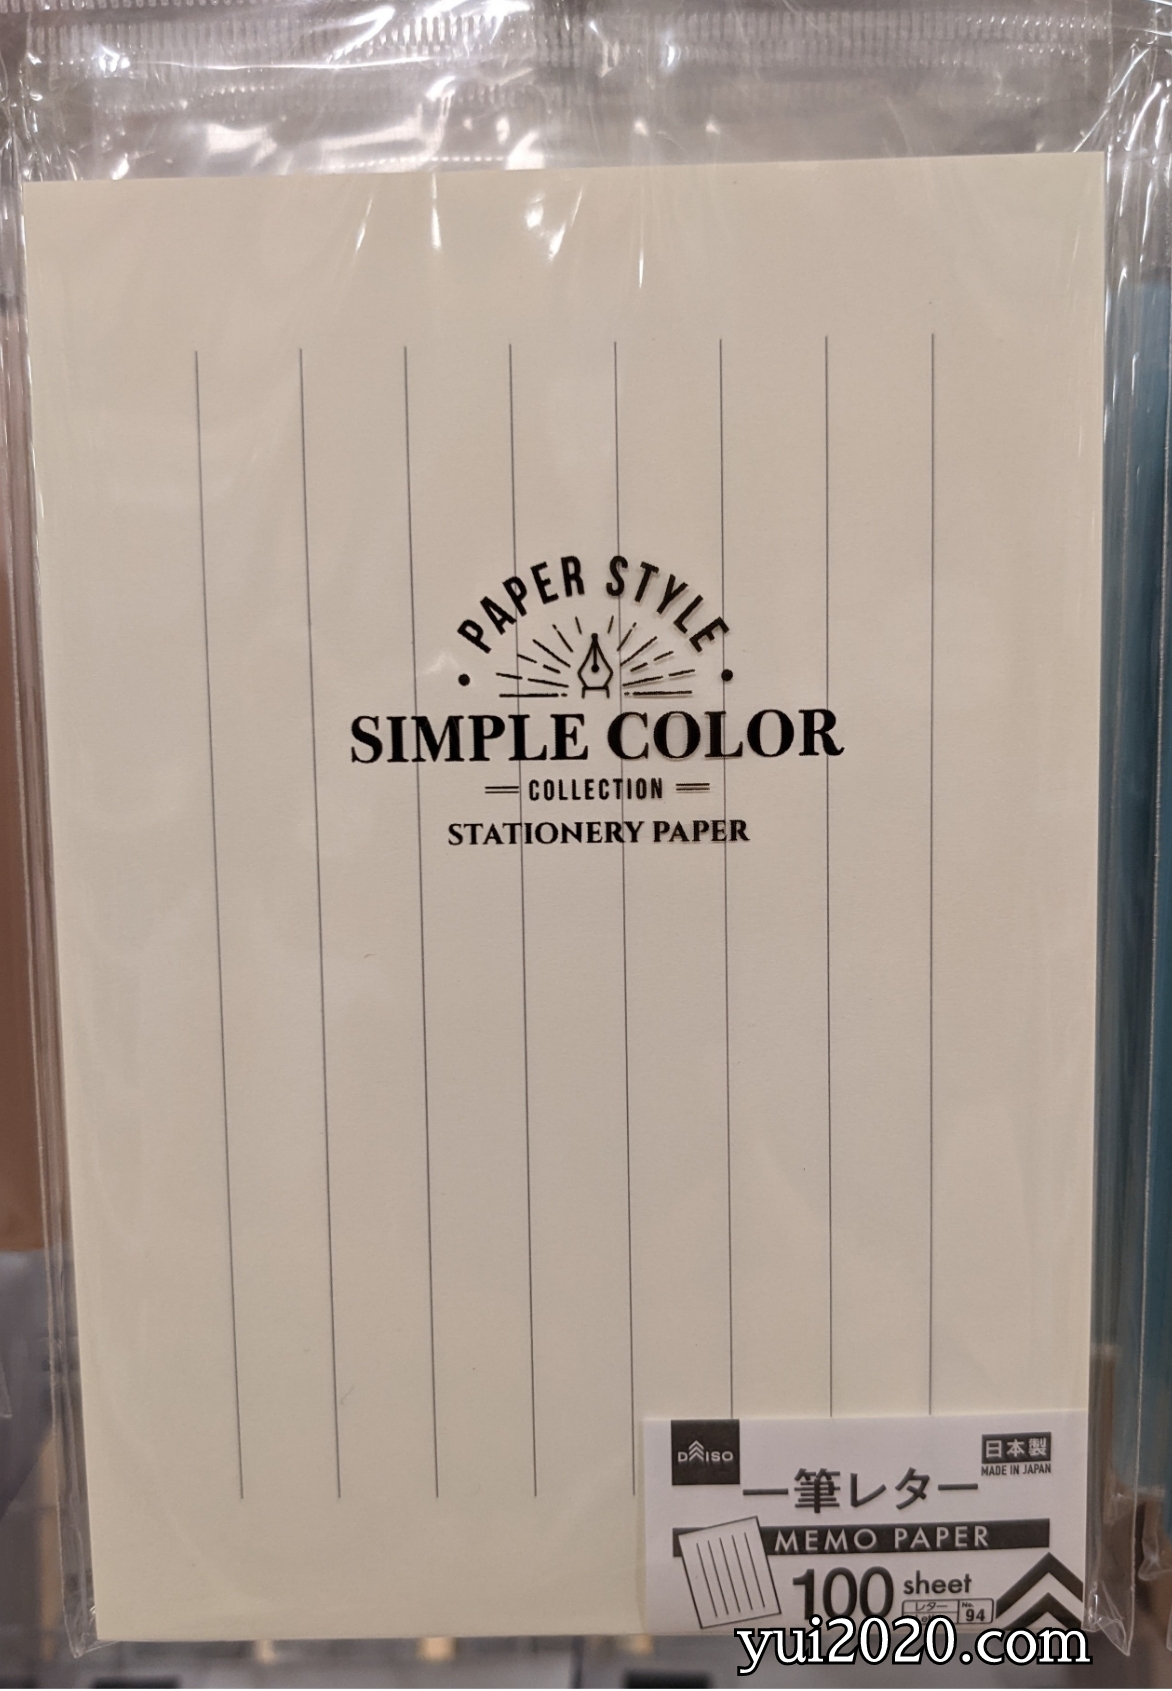 PAPER STYLE
SIMPLE COLOR
COLLECTION
STATIONERY PAPER
DAISO
日本製
MADE IN JAPAN
一筆レター
MEMO PAPER
100 sheet
レター
No. 94
yui2020.com